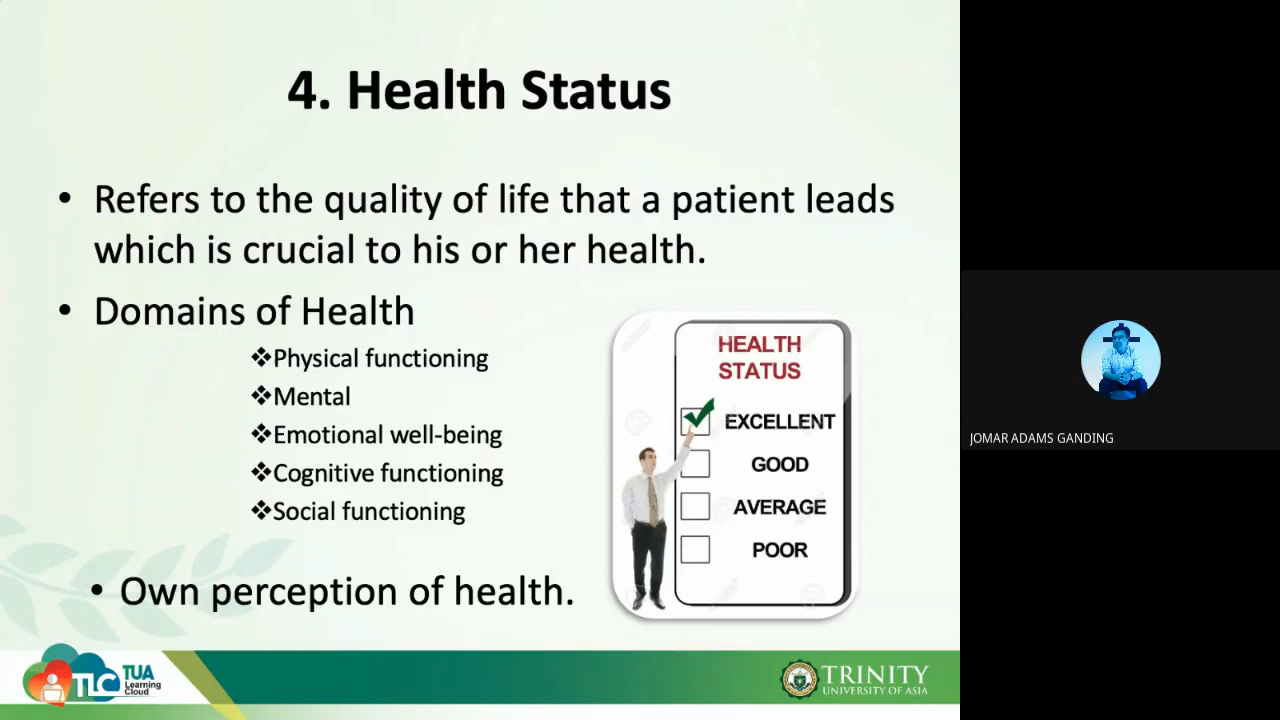 4. Health Status
• Refers to the quality of life that a patient leads
which is crucial to his or her health.
• Domains of Health
❖Physical functioning
❖Mental
❖Emotional well-being
❖Cognitive functioning
❖Social functioning
• Own perception of health.
HEALTH
STATUS
EXCELLENT
GOOD
AVERAGE
POOR
JOMAR ADAMS GANDING
TLC TUA
Learning
Cloud
TRINITY
UNIVERSITY OF ASIA